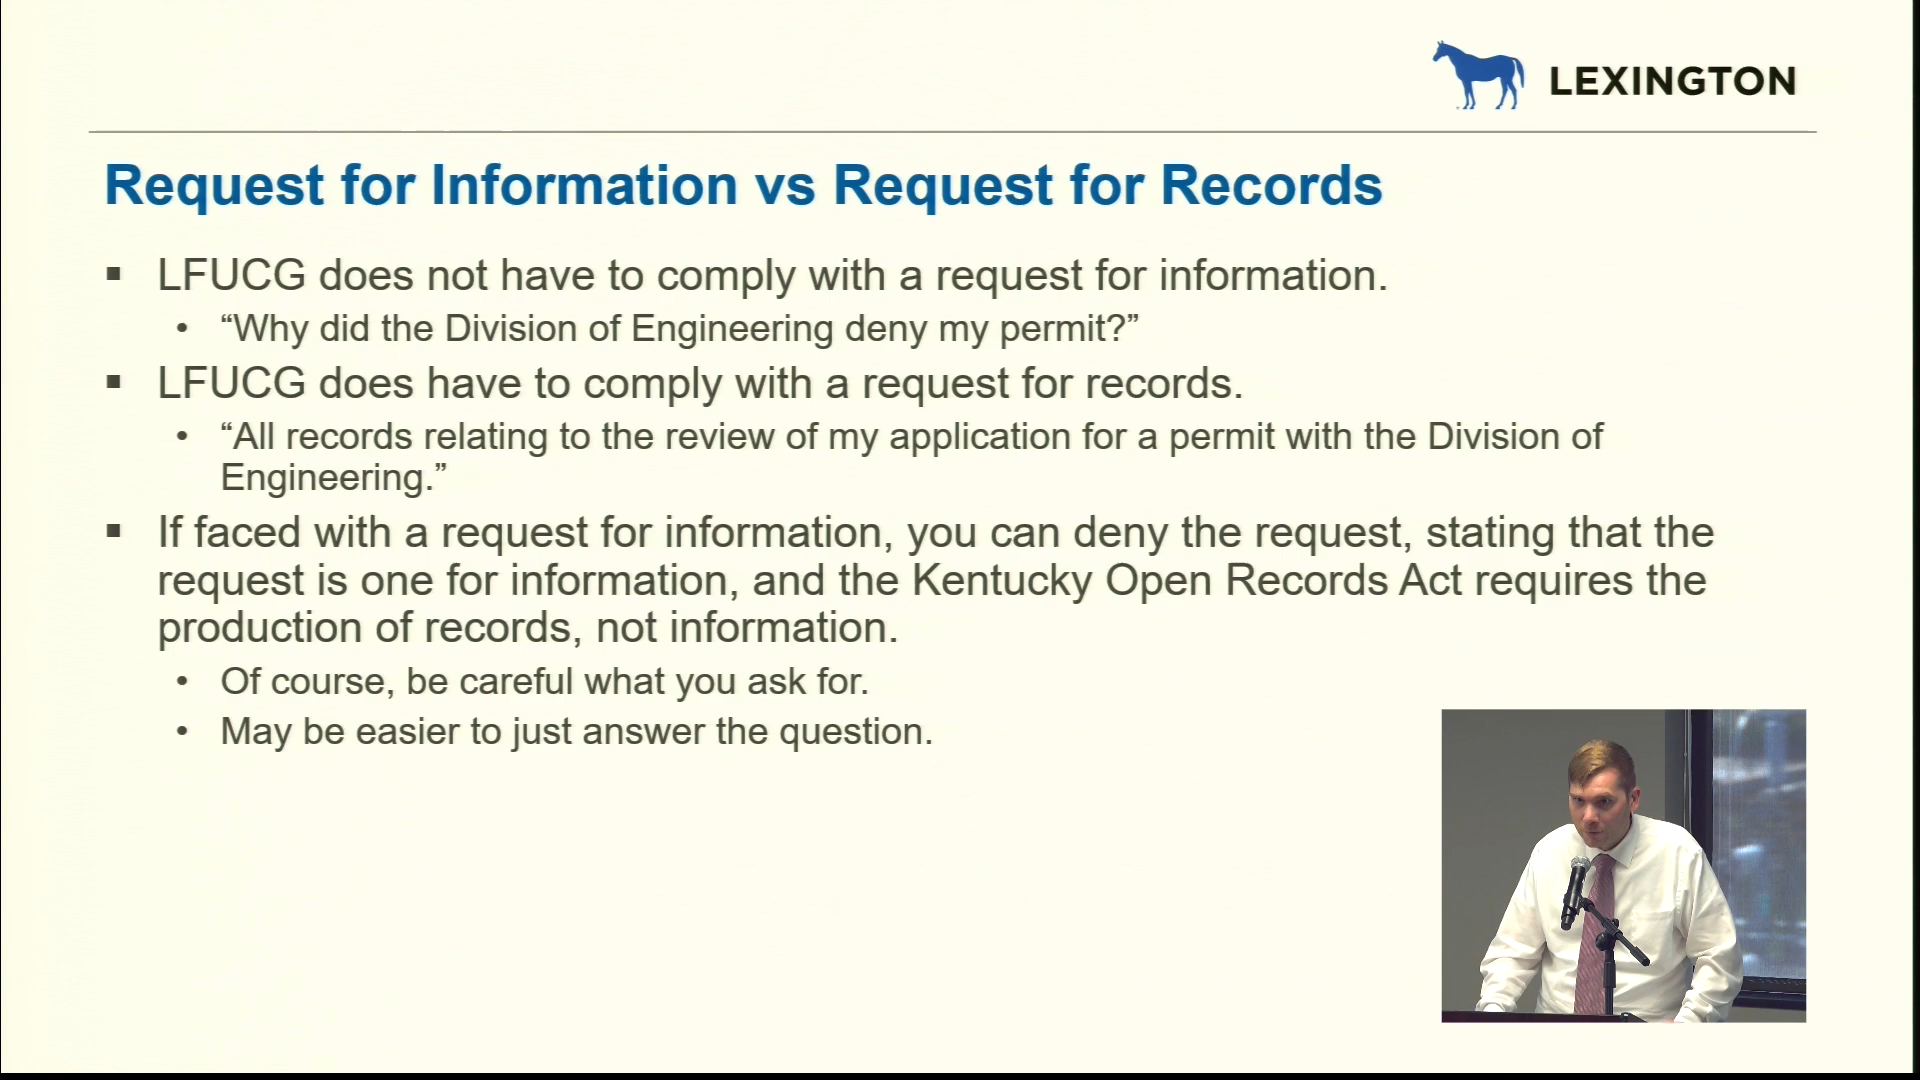 LEXINGTON
Request for Information vs Request for Records
▪ LFUCG does not have to comply with a request for information.
• “Why did the Division of Engineering deny my permit?”
▪ LFUCG does have to comply with a request for records.
• “All records relating to the review of my application for a permit with the Division of
Engineering.”
▪ If faced with a request for information, you can deny the request, stating that the
request is one for information, and the Kentucky Open Records Act requires the
production of records, not information.
• Of course, be careful what you ask for.
• May be easier to just answer the question.